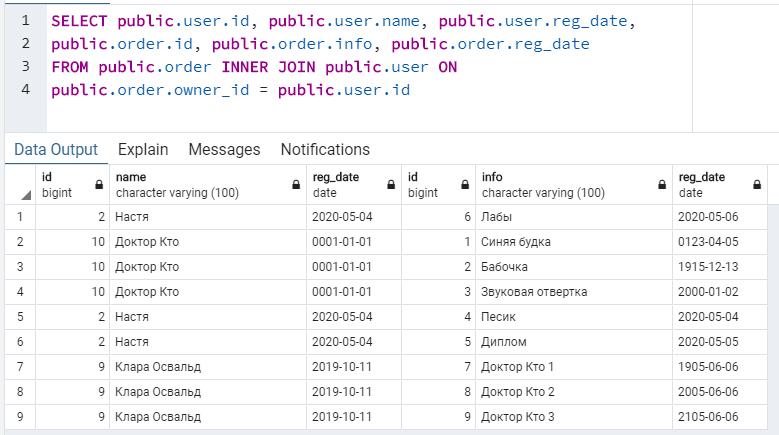 1 SELECT public.user.id, public.user.name, public.user.reg_date,
2 public.order.id, public.order.info, public.order.reg_date
3 FROM public.order INNER JOIN public.user ON
4 public.order.owner_id = public.user.id
Data Output Explain Messages Notifications
id name reg_date id info reg_date
bigint character varying (100) date bigint character varying (100) date
1 2 Настя 2020-05-04 6 Лабы 2020-05-06
2 10 Доктор Кто 0001-01-01 1 Синяя будка 0123-04-05
3 10 Доктор Кто 0001-01-01 2 Бабочка 1915-12-13
4 10 Доктор Кто 0001-01-01 3 Звуковая отвертка 2000-01-02
5 2 Настя 2020-05-04 4 Песик 2020-05-04
6 2 Настя 2020-05-04 5 Диплом 2020-05-05
7 9 Клара Освальд 2019-10-11 7 Доктор Кто 1 1905-06-06
8 9 Клара Освальд 2019-10-11 8 Доктор Кто 2 2005-06-06
9 9 Клара Освальд 2019-10-11 9 Доктор Кто 3 2105-06-06